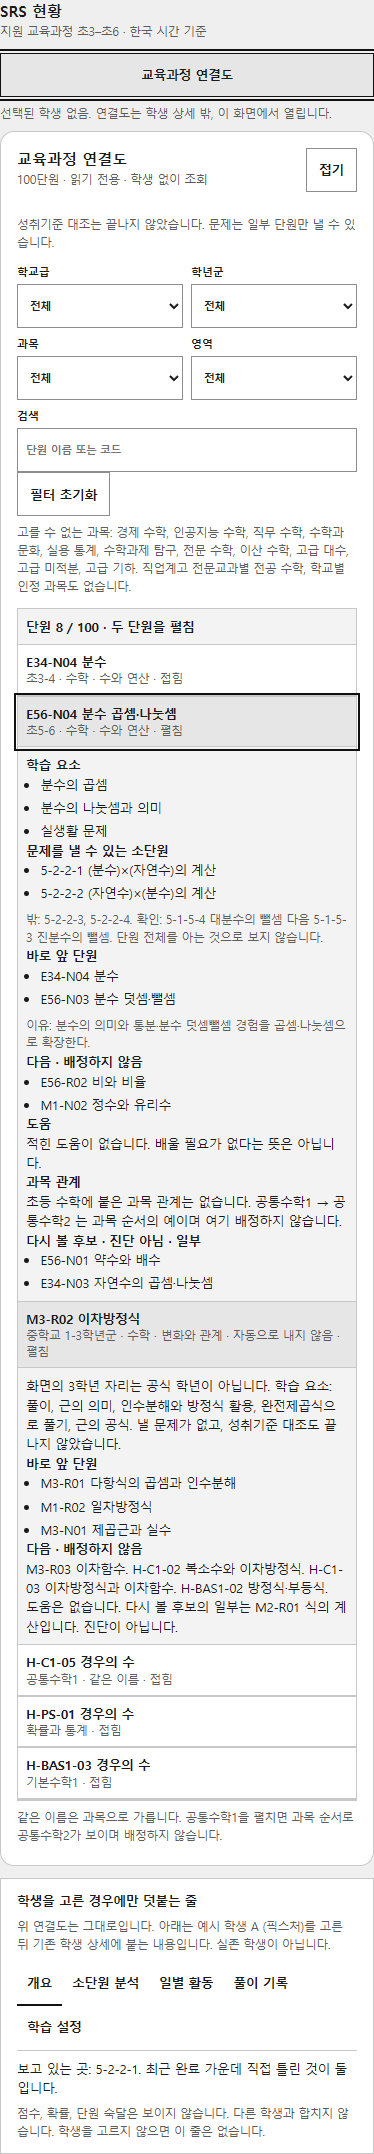 SRS 현황
지원 교육과정 초3–초6 · 한국 시간 기준
교육과정 연결도
선택된 학생 없음. 연결도는 학생 상세 밖, 이 화면에서 열립니다.
교육과정 연결도
100단원 · 읽기 전용 · 학생 없이 조회
접기
성취기준 대조는 끝나지 않았습니다. 문제는 일부 단원만 낼 수 있
습니다.
학교급
학년군
전체
전체
과목
영역
전체
전체
검색
단원 이름 또는 코드
필터 초기화
고를 수 없는 과목: 경제 수학, 인공지능 수학, 직무 수학, 수학과
문화, 실용 통계, 수학과제 탐구, 전문 수학, 이산 수학, 고급 대수,
고급 미적분, 고급 기하. 직업계고 전문교과별 전공 수학, 학교별
인정 과목도 없습니다.
단원 8 / 100 · 두 단원을 펼침
E34-N04 분수
초3-4 · 수학 · 수와 연산 · 접힘
E56-N04 분수 곱셈·나눗셈
초5-6 · 수학 · 수와 연산 · 펼침
학습 요소
• 분수의 곱셈
• 분수의 나눗셈과 의미
• 실생활 문제
문제를 낼 수 있는 소단원
• 5-2-2-1 (분수)×(자연수)의 계산
• 5-2-2-2 (자연수)×(분수)의 계산
밖: 5-2-2-3, 5-2-2-4. 확인: 5-1-5-4 대분수의 뺄셈 다음 5-1-5-
3 진분수의 뺄셈. 단원 전체를 아는 것으로 보지 않습니다.
바로 앞 단원
• E34-N04 분수
• E56-N03 분수 덧셈·뺄셈
이유: 분수의 의미와 통분·분수 덧셈뺄셈 경험을 곱셈·나눗셈으
로 확장한다.
다음 · 배정하지 않음
• E56-R02 비와 비율
• M1-N02 정수와 유리수
도움
적힌 도움이 없습니다. 배울 필요가 없다는 뜻은 아닙니
다.
과목 관계
초등 수학에 붙은 과목 관계는 없습니다. 공통수학1 → 공
통수학2 는 과목 순서의 예이며 여기 배정하지 않습니다.
다시 볼 후보 · 진단 아님 · 일부
• E56-N01 약수와 배수
• E34-N03 자연수의 곱셈·나눗셈
M3-R02 이차방정식
중학교 1-3학년군 · 수학 · 변화와 관계 · 자동으로 내지 않음 ·
펼침
화면의 3학년 자리는 공식 학년이 아닙니다. 학습 요소:
풀이, 근의 의미, 인수분해와 방정식 활용, 완전제곱식으
로 풀기, 근의 공식. 낼 문제가 없고, 성취기준 대조도 끝
나지 않았습니다.
바로 앞 단원
• M3-R01 다항식의 곱셈과 인수분해
• M1-R02 일차방정식
• M3-N01 제곱근과 실수
다음 · 배정하지 않음
M3-R03 이차함수. H-C1-02 복소수와 이차방정식. H-C1-
03 이차방정식과 이차함수. H-BAS1-02 방정식·부등식.
도움은 없습니다. 다시 볼 후보의 일부는 M2-R01 식의 계
산입니다. 진단이 아닙니다.
H-C1-05 경우의 수
공통수학1 · 같은 이름 · 접힘
H-PS-01 경우의 수
확률과 통계 · 접힘
H-BAS1-03 경우의 수
기본수학1 · 접힘
같은 이름은 과목으로 가릅니다. 공통수학1을 펼치면 과목 순서로
공통수학2가 보이며 배정하지 않습니다.
학생을 고른 경우에만 덧붙는 줄
위 연결도는 그대로입니다. 아래는 예시 학생 A (픽스처)를 고른
뒤 기존 학생 상세에 붙는 내용입니다. 실존 학생이 아닙니다.
개요 소단원 분석 일별 활동 풀이 기록
학습 설정
보고 있는 곳: 5-2-2-1. 최근 완료 가운데 직접 틀린 것이 둘
입니다.
점수, 확률, 단원 숙달은 보이지 않습니다. 다른 학생과 합치지 않
습니다. 학생을 고르지 않으면 이 줄은 없습니다.